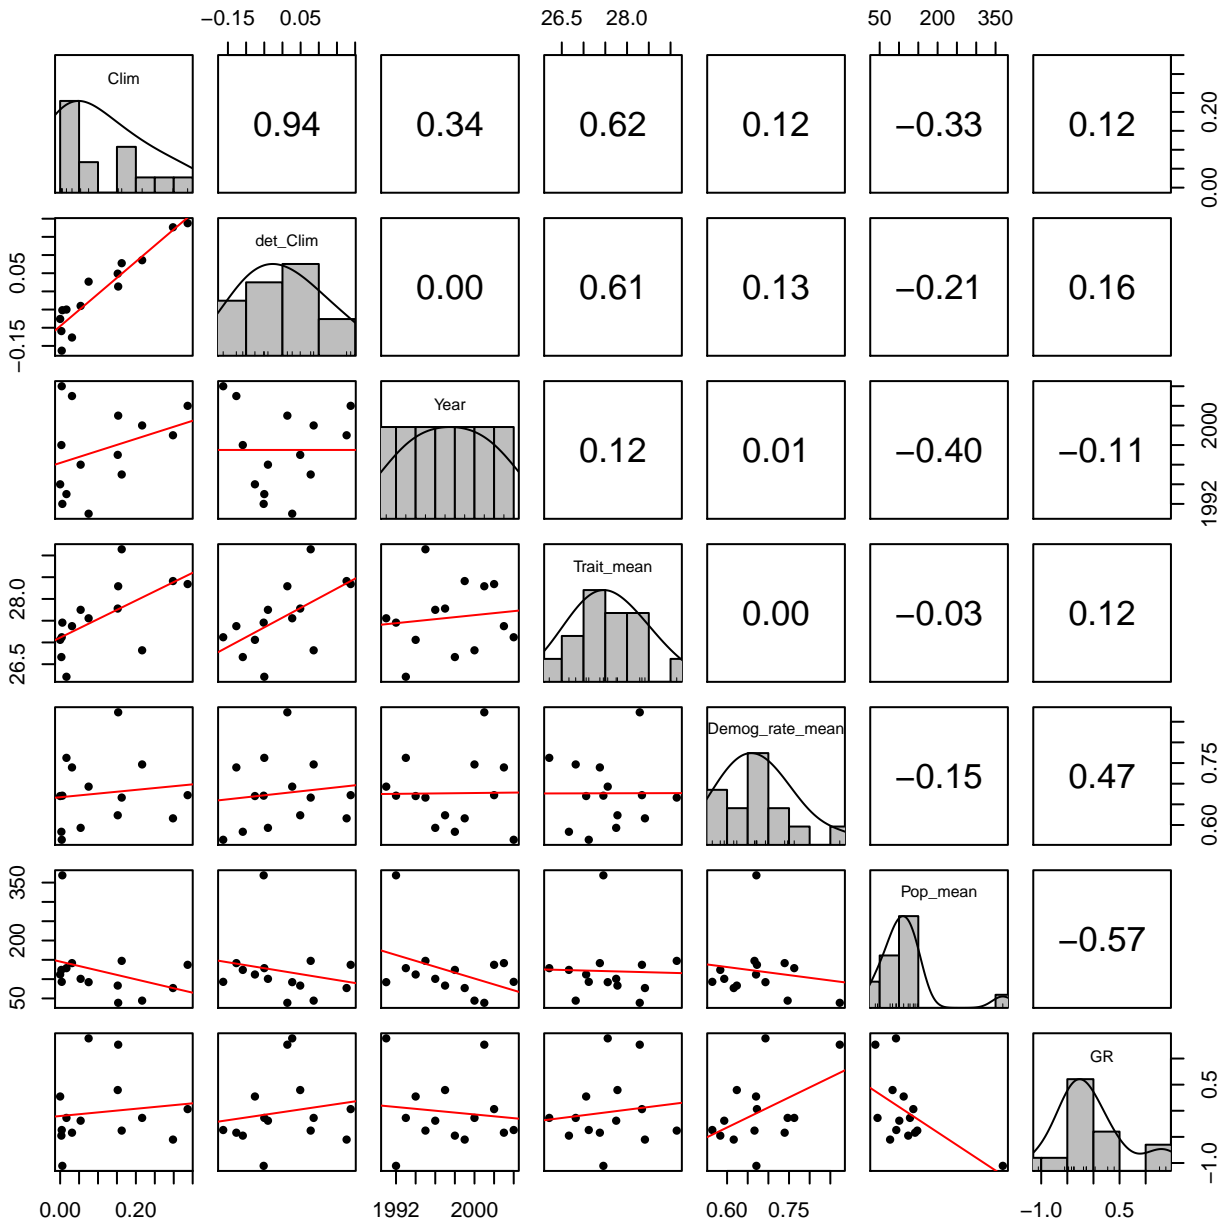 −0.15 0.05 26.5 28.0 50 200 350
Clim 0.94 0.34 0.62 0.12 −0.33 0.12 0.00 0.20
−0.15 0.05 det_Clim 0.00 0.61 0.13 −0.21 0.16
Year 0.12 0.01 −0.40 −0.11 1992 2000
26.5 28.0 Trait_mean 0.00 −0.03 0.12
Demog_rate_mean −0.15 0.47 0.60 0.75
50 200 350 Pop_mean −0.57
GR −1.0 0.5
0.00 0.20 1992 2000 0.60 0.75 −1.0 0.5